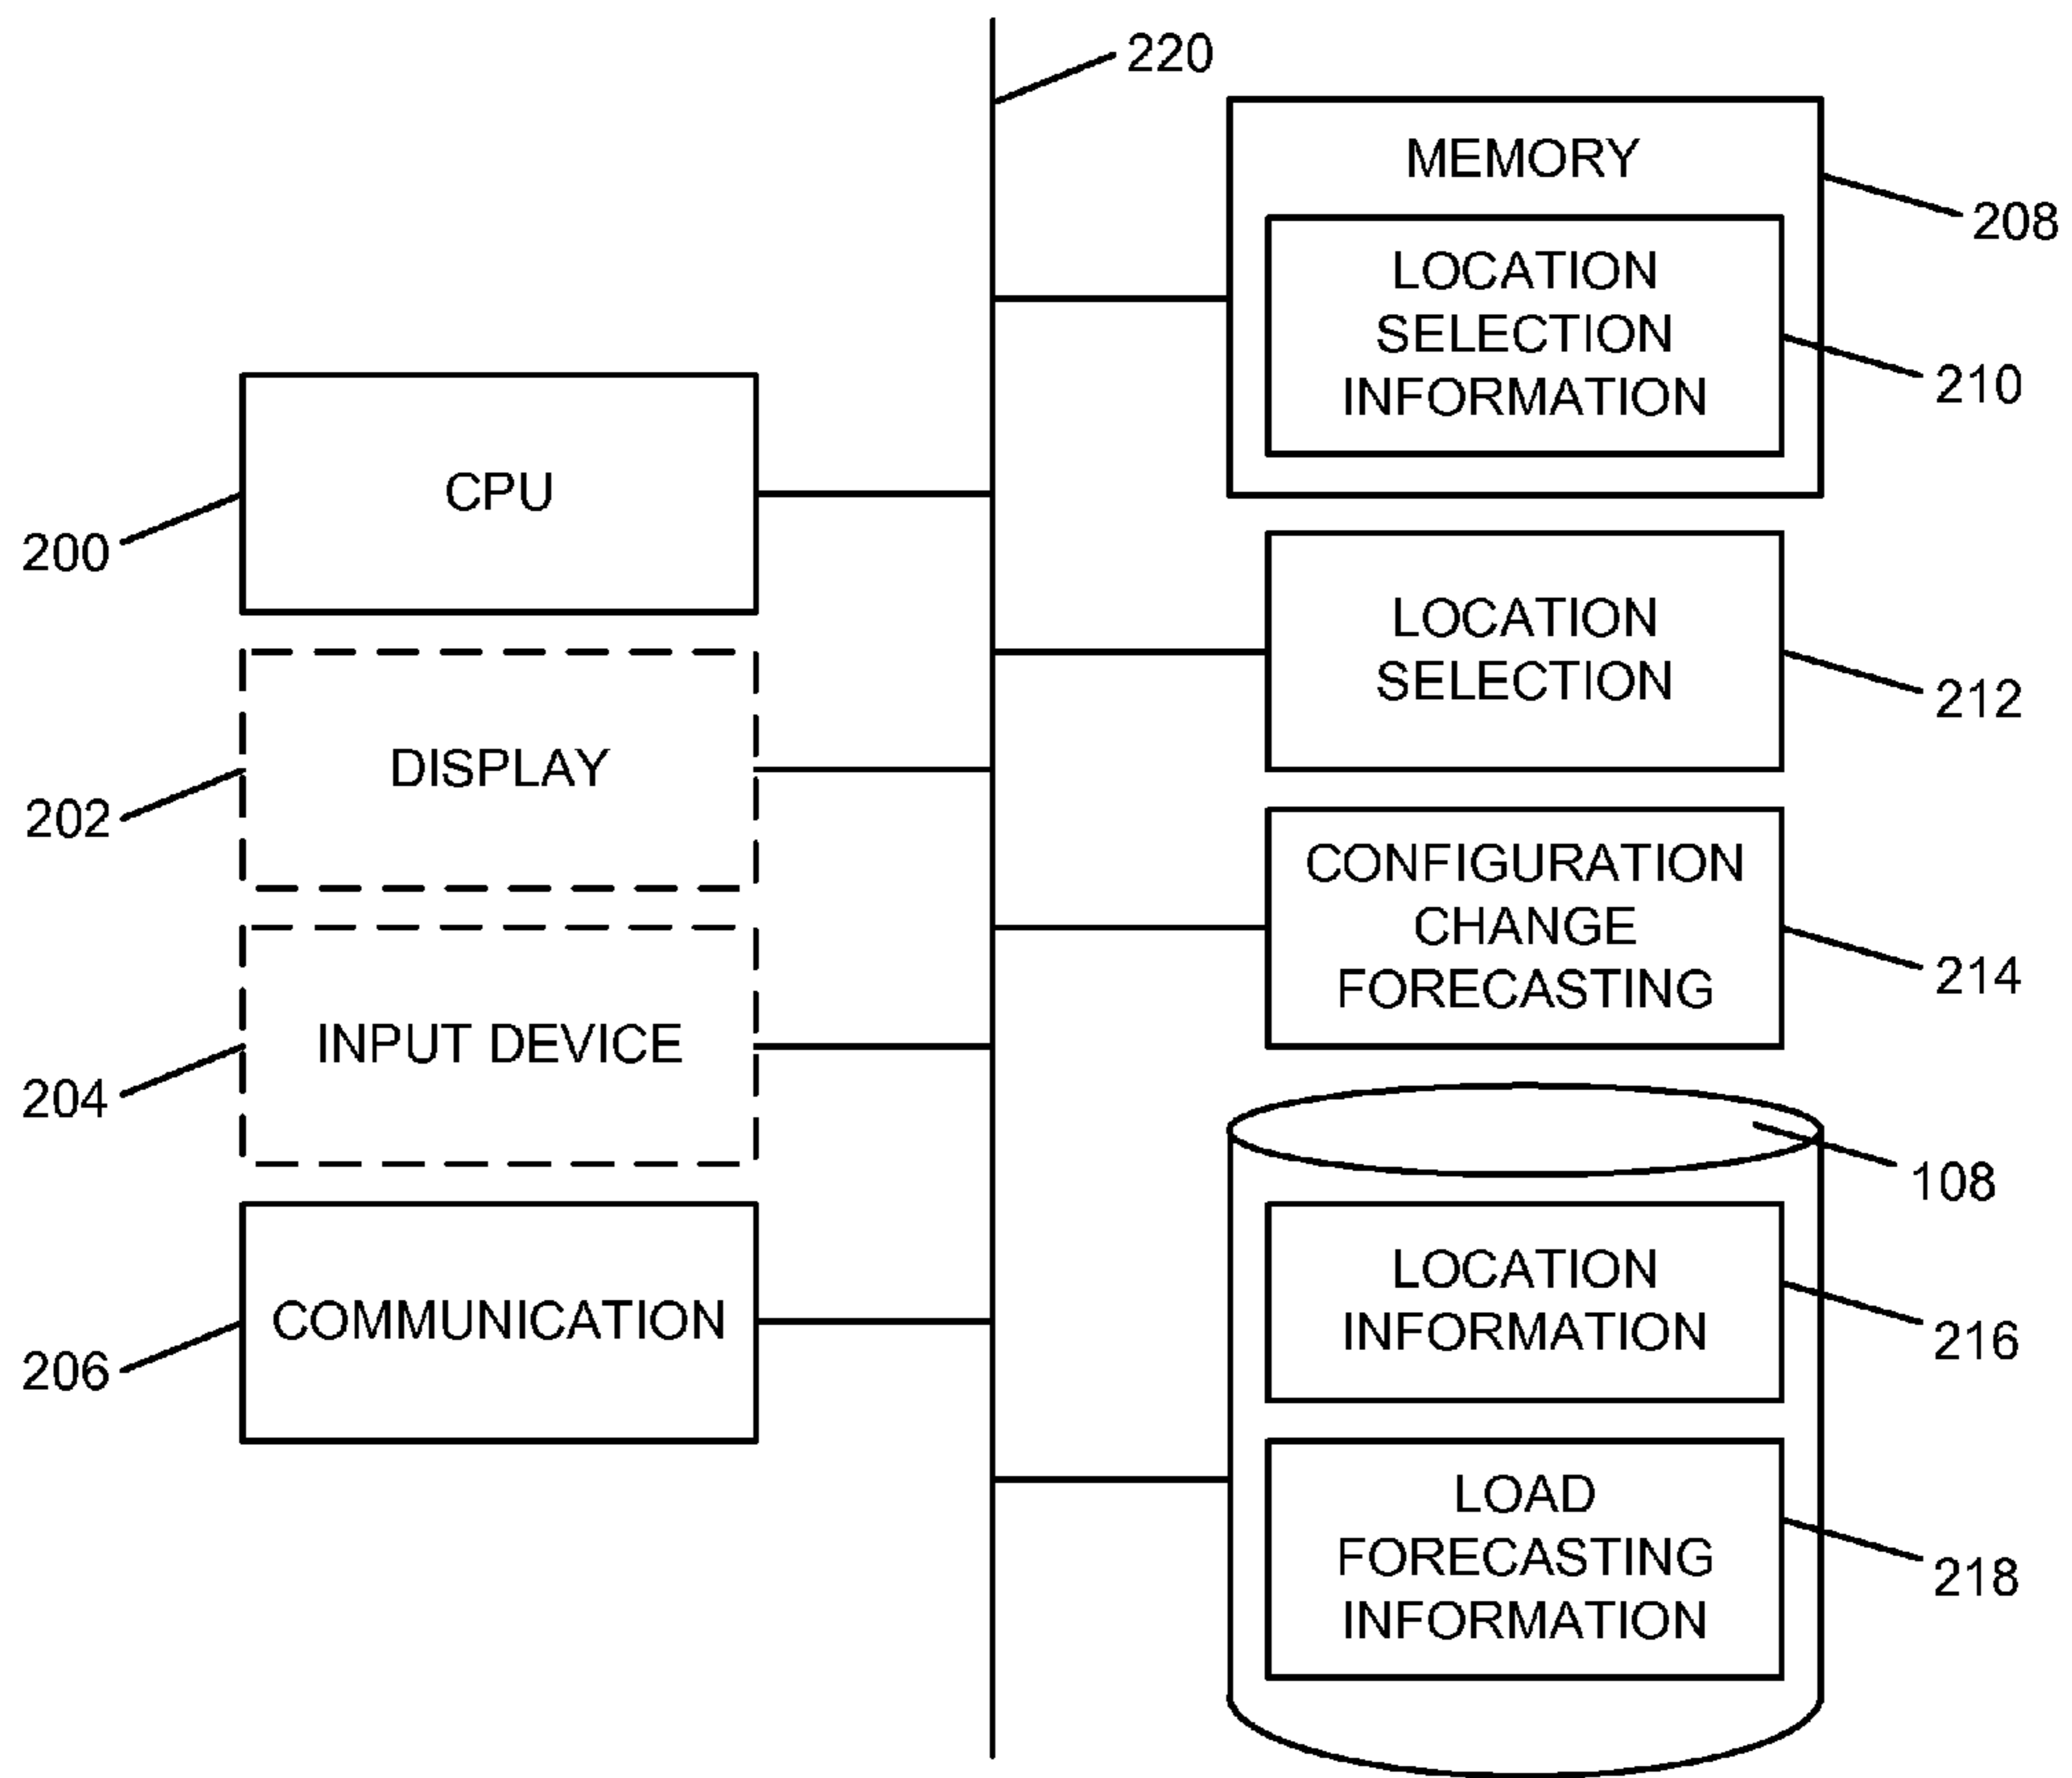 220
MEMORY
208
LOCATION
SELECTION
INFORMATION
210
CPU
200
LOCATION
SELECTION
212
DISPLAY
202
CONFIGURATION
CHANGE
FORECASTING
214
INPUT DEVICE
204
108
LOCATION
INFORMATION
216
COMMUNICATION
206
LOAD
FORECASTING
INFORMATION
218